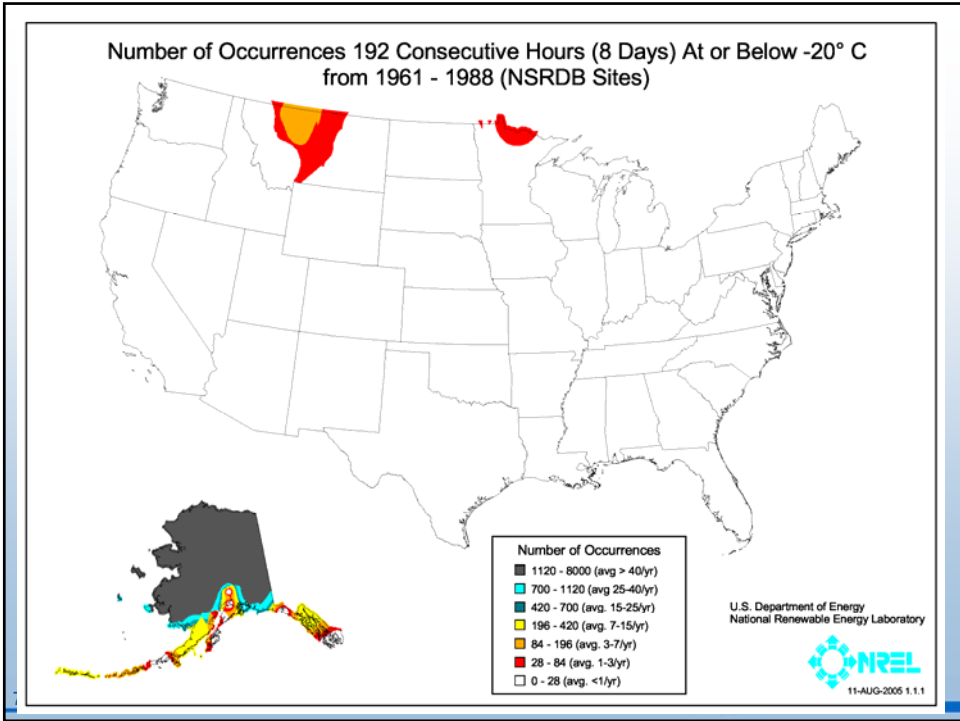 Number of Occurrences 192 Consecutive Hours (8 Days) At or Below -20° C
from 1961 - 1988 (NSRDB Sites)
Number of Occurrences
1120 - 8000 (avg > 40/yr)
700 - 1120 (avg 25-40/yr)
420 - 700 (avg. 15-25/yr)
196 - 420 (avg. 7-15/yr)
84 - 196 (avg. 3-7/yr)
28 - 84 (avg. 1-3/yr)
0 - 28 (avg. <1/yr)
U.S. Department of Energy
National Renewable Energy Laboratory
NREL
11-AUG-2005 1.1.1